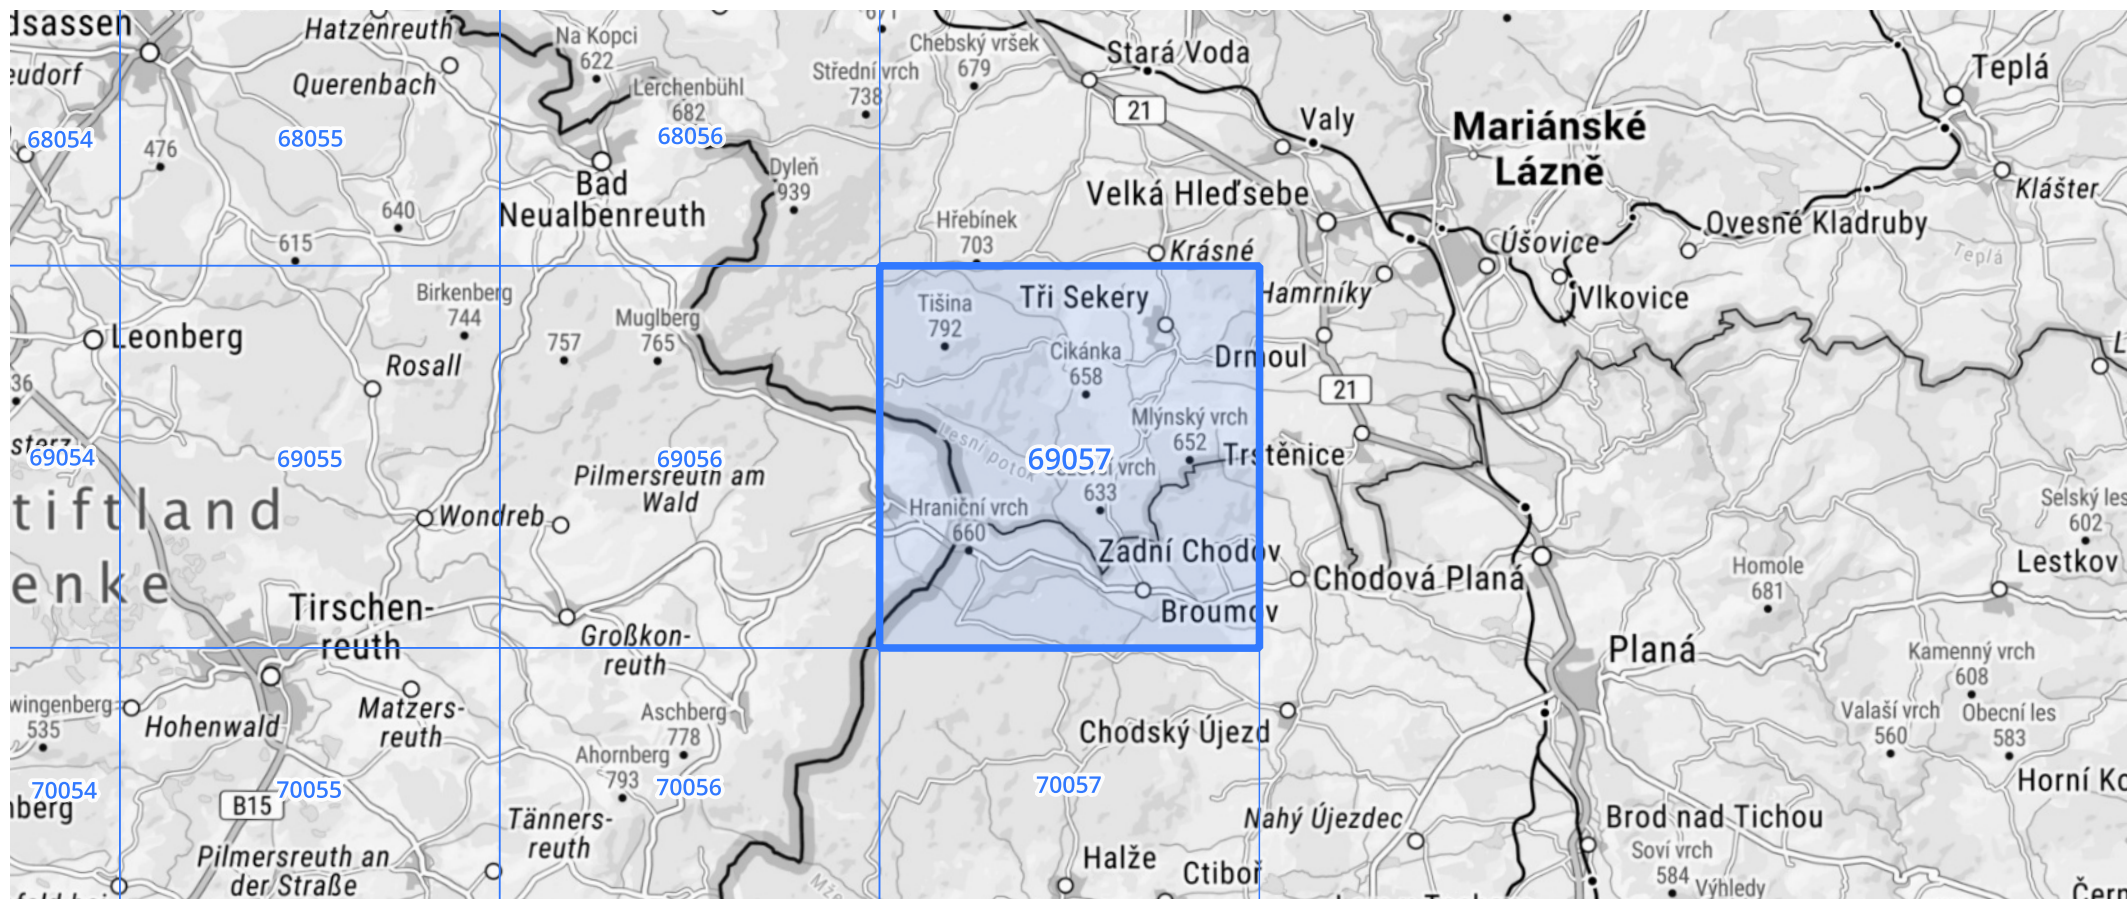 Hatzenreuth
Na Kopci
622
Chebský vršek
679
Stará Voda
Teplá
Querenbach
Lerchenbühl
682
Střední vrch
738
21
Valy
Mariánské
Lázně
68054
476
68055
68056
Dyleň
939
Bad
Neualbenreuth
Velká Hleďsebe
Klášter
640
615
Hřebínek
703
Krásné
Úšovice
Ovesné Kladruby
Teplá
Birkenberg
744
Muglberg
765
757
Tišina
792
Tři Sekery
Hamrníky
Vlkovice
Leonberg
Rosall
Cikánka
658
Drmoul
21
36
Mlýnský vrch
652
69054
69055
69056
Lesní potok
69057
633
Trstěnice
Pilmersreuth am
Wald
tiftland
Wondreb
Hraniční vrch
660
Selský les
602
Zadní Chodov
Chodová Planá
Homole
681
Lestkov
enke
Tirschen-
reuth
Großkon-
reuth
Broumov
Planá
Kamenný vrch
608
wingenberg
535
Hohenwald
Matzers-
reuth
Aschberg
778
Chodský Újezd
Valaší vrch
560
Obecní les
583
Ahornberg
793
70054
70055
70056
70057
Horní Ko
B15
Tänners-
reuth
Nahý Újezdec
Brod nad Tichou
Pilmersreuth an
der Straße
Halže
Ctiboř
Soví vrch
584
Výhledy
Mže